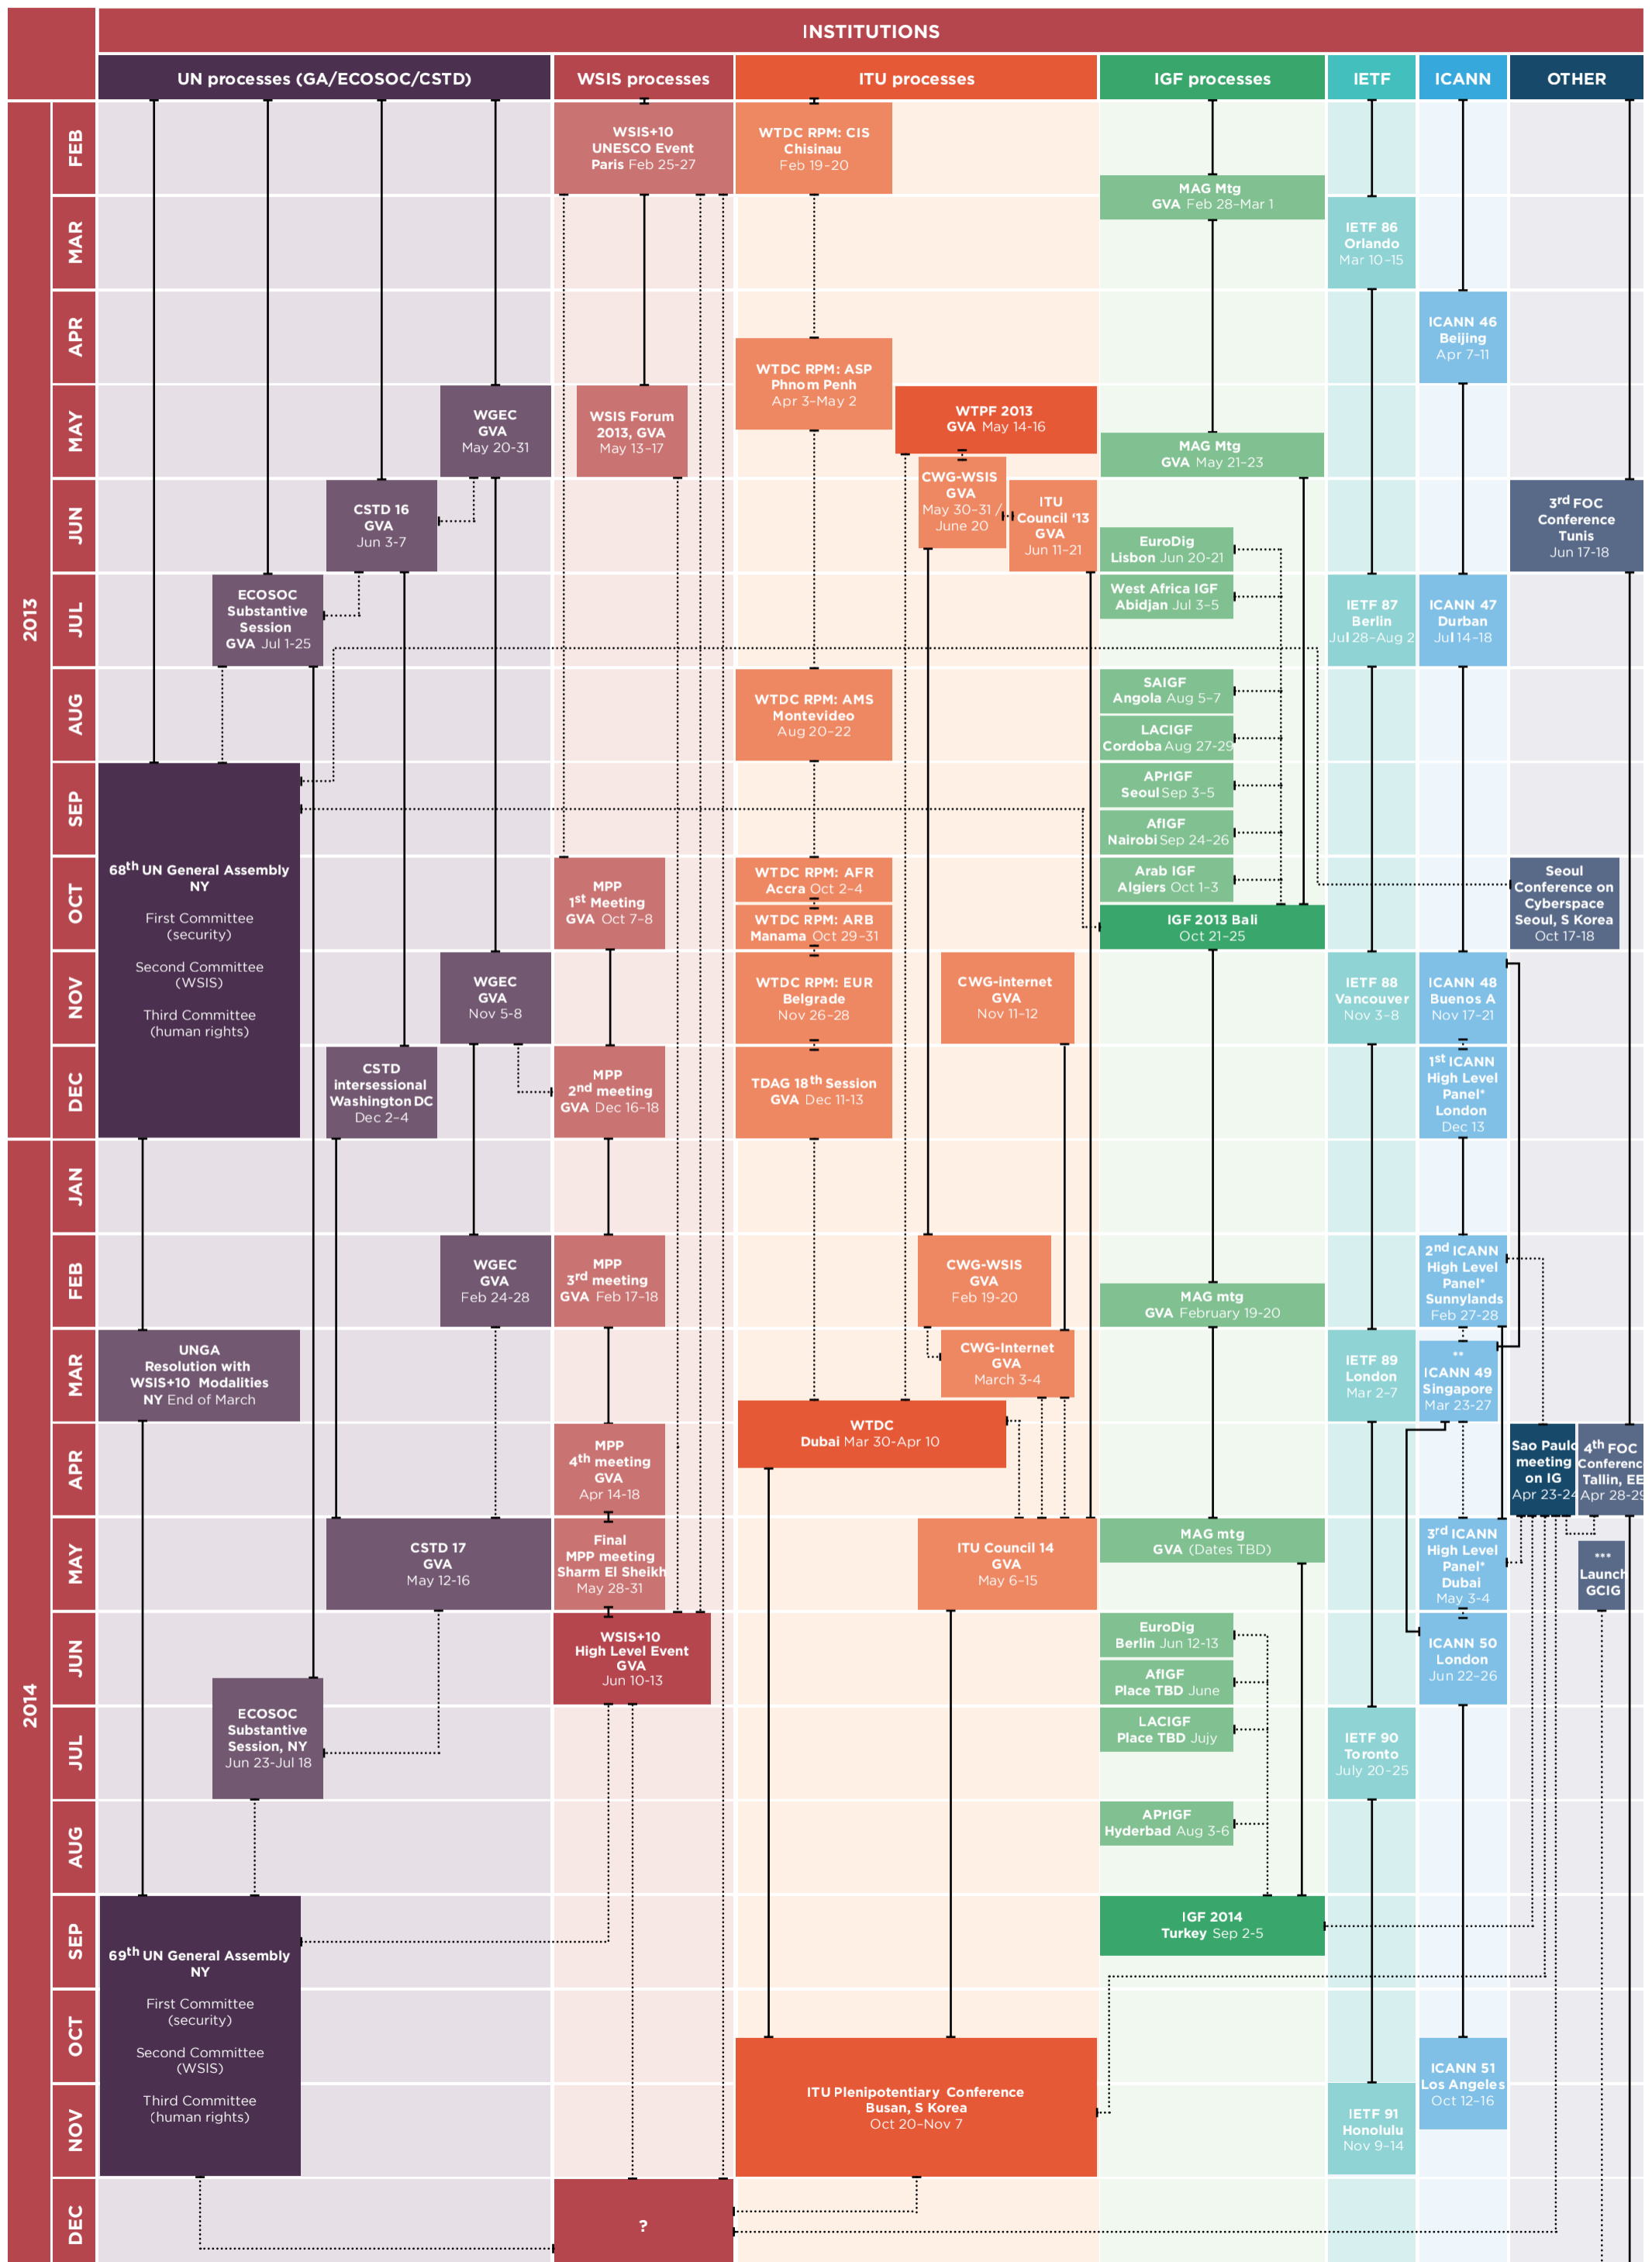 INSTITUTIONS
UN processes (GA/ECOSOC/CSTD)
WSIS processes
ITU processes
IGF processes
IETF
ICANN
OTHER
2013
FEB
WSIS+10
UNESCO Event
Paris Feb 25-27
WTDC RPM: CIS
Chisinau
Feb 19-20
MAG Mtg
GVA Feb 28-Mar 1
MAR
IETF 86
Orlando
Mar 10-15
APR
ICANN 46
Beijing
Apr 7-11
WTDC RPM: ASP
Phnom Penh
Apr 3-May 2
MAY
WGEC
GVA
May 20-31
WSIS Forum
2013, GVA
May 13-17
WTPF 2013
GVA May 14-16
MAG Mtg
GVA May 21-23
CWG-WSIS
GVA
May 30-31 /
June 20
JUN
CSTD 16
GVA
Jun 3-7
ITU
Council '13
GVA
Jun 11-21
EuroDig
Lisbon Jun 20-21
3rd FOC
Conference
Tunis
Jun 17-18
JUL
ECOSOC
Substantive
Session
GVA Jul 1-25
West Africa IGF
Abidjan Jul 3-5
IETF 87
Berlin
Jul 28-Aug 2
ICANN 47
Durban
Jul 14-18
AUG
WTDC RPM: AMS
Montevideo
Aug 20-22
SAIGF
Angola Aug 5-7
LACIGF
Cordoba Aug 27-29
SEP
68th UN General Assembly
NY
First Committee
(security)
Second Committee
(WSIS)
Third Committee
(human rights)
APrIGF
Seoul Sep 3-5
AfIGF
Nairobi Sep 24-26
OCT
MPP
1st Meeting
GVA Oct 7-8
WTDC RPM: AFR
Accra Oct 2-4
WTDC RPM: ARB
Manama Oct 29-31
Arab IGF
Algiers Oct 1-3
IGF 2013 Bali
Oct 21-25
Seoul
Conference on
Cyberspace
Seoul, S Korea
Oct 17-18
NOV
WGEC
GVA
Nov 5-8
WTDC RPM: EUR
Belgrade
Nov 26-28
CWG-internet
GVA
Nov 11-12
IETF 88
Vancouver
Nov 3-8
ICANN 48
Buenos A
Nov 17-21
DEC
CSTD
intersessional
Washington DC
Dec 2-4
MPP
2nd meeting
GVA Dec 16-18
TDAG 18th Session
GVA Dec 11-13
1st ICANN
High Level
Panel*
London
Dec 13
2014
JAN
FEB
WGEC
GVA
Feb 24-28
MPP
3rd meeting
GVA Feb 17-18
CWG-WSIS
GVA
Feb 19-20
MAG mtg
GVA February 19-20
2nd ICANN
High Level
Panel*
Sunnylands
Feb 27-28
MAR
UNGA
Resolution with
WSIS+10 Modalities
NY End of March
CWG-Internet
GVA
March 3-4
IETF 89
London
Mar 2-7
**
ICANN 49
Singapore
Mar 23-27
WTDC
Dubai Mar 30-Apr 10
APR
MPP
4th meeting
GVA
Apr 14-18
Sao Paulo
meeting
on IG
Apr 23-24
4th FOC
Conferenc
Tallin, EE
Apr 28-29
MAY
CSTD 17
GVA
May 12-16
Final
MPP meeting
Sharm El Sheikh
May 28-31
ITU Council 14
GVA
May 6-15
MAG mtg
GVA (Dates TBD)
3rd ICANN
High Level
Panel*
Dubai
May 3-4
***
Launch
GCIG
JUN
WSIS+10
High Level Event
GVA
Jun 10-13
EuroDig
Berlin Jun 12-13
AfIGF
Place TBD June
ICANN 50
London
Jun 22-26
JUL
ECOSOC
Substantive
Session, NY
Jun 23-Jul 18
LACIGF
Place TBD Jujy
IETF 90
Toronto
July 20-25
AUG
APrIGF
Hyderbad Aug 3-6
SEP
69th UN General Assembly
NY
First Committee
(security)
Second Committee
(WSIS)
Third Committee
(human rights)
IGF 2014
Turkey Sep 2-5
OCT
ITU Plenipotentiary Conference
Busan, S Korea
Oct 20-Nov 7
ICANN 51
Los Angeles
Oct 12-16
NOV
IETF 91
Honolulu
Nov 9-14
DEC
?